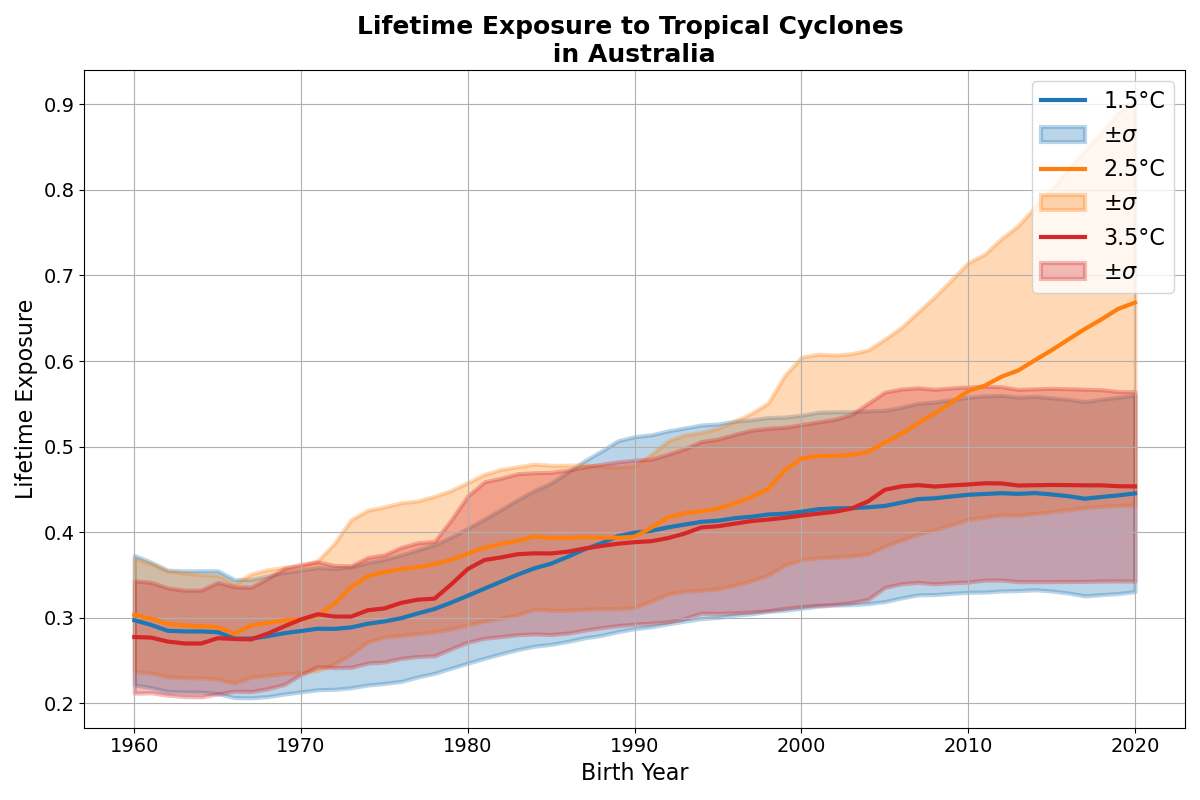 Lifetime Exposure to Tropical Cyclones
in Australia
Lifetime Exposure
0.9
0.8
0.7
0.6
0.5
0.4
0.3
0.2
1.5°C
±σ
2.5°C
±σ
3.5°C
±σ
1960 1970 1980 1990 2000 2010 2020
Birth Year